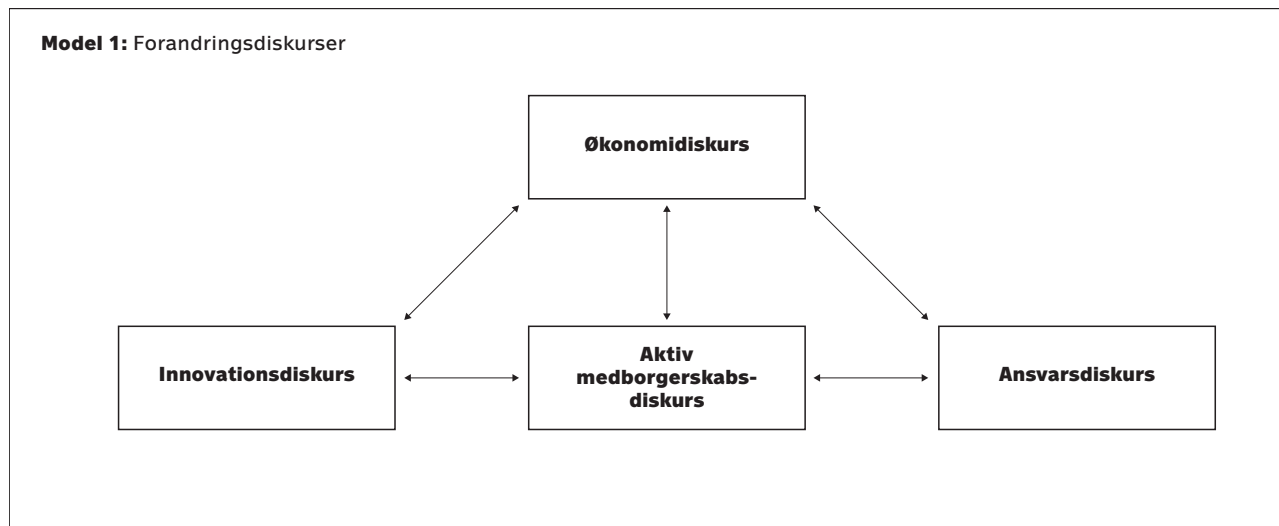 Model 1: Forandringsdiskurser
Økonomidiskurs
Innovationsdiskurs
Aktiv
medborgerskabs-
diskurs
Ansvarsdiskurs